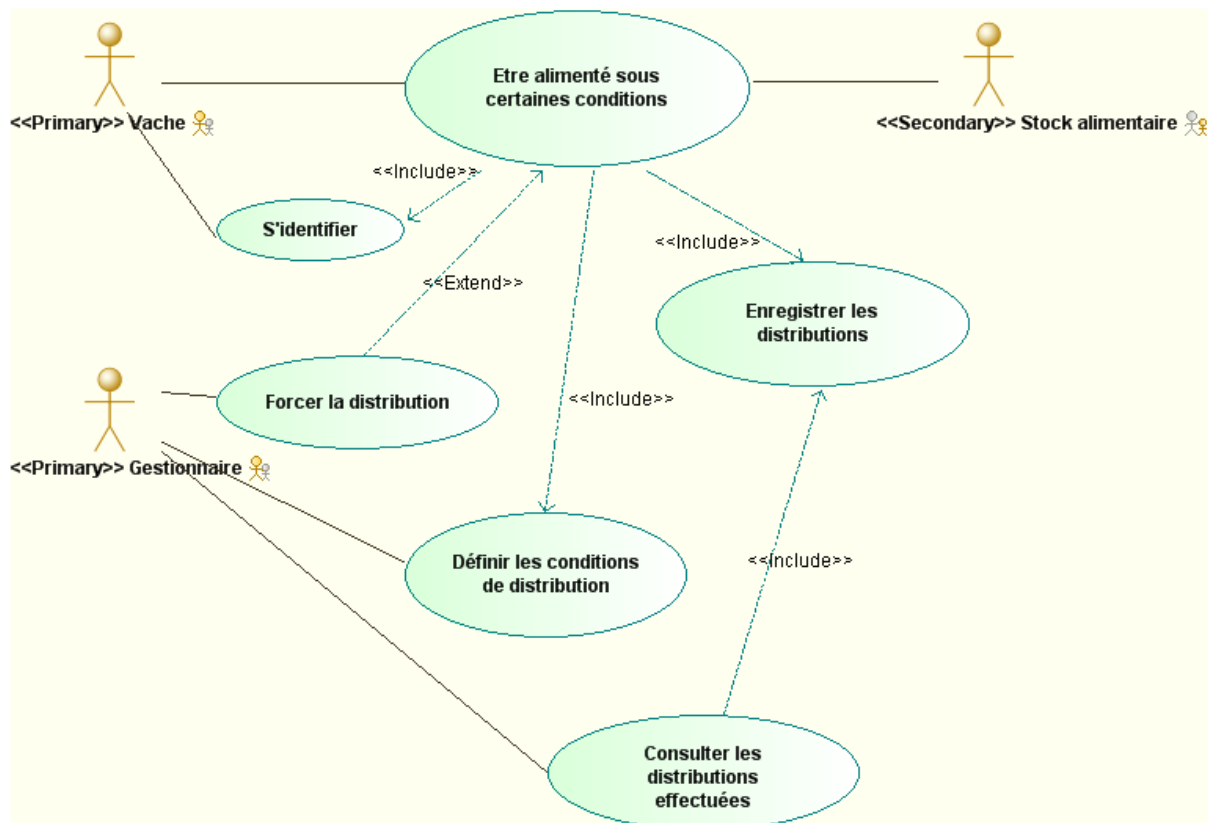 Etre alimenté sous
certaines conditions
<<Primary>> Vache
<<Secondary>> Stock alimentaire
<<Include>>
S'identifier
<<Include>>
<<Extend>>
Enregistrer les
distributions
Forcer la distribution
<<Include>>
<<Primary>> Gestionnaire
Définir les conditions
de distribution
<<Include>>
Consulter les
distributions
effectuées